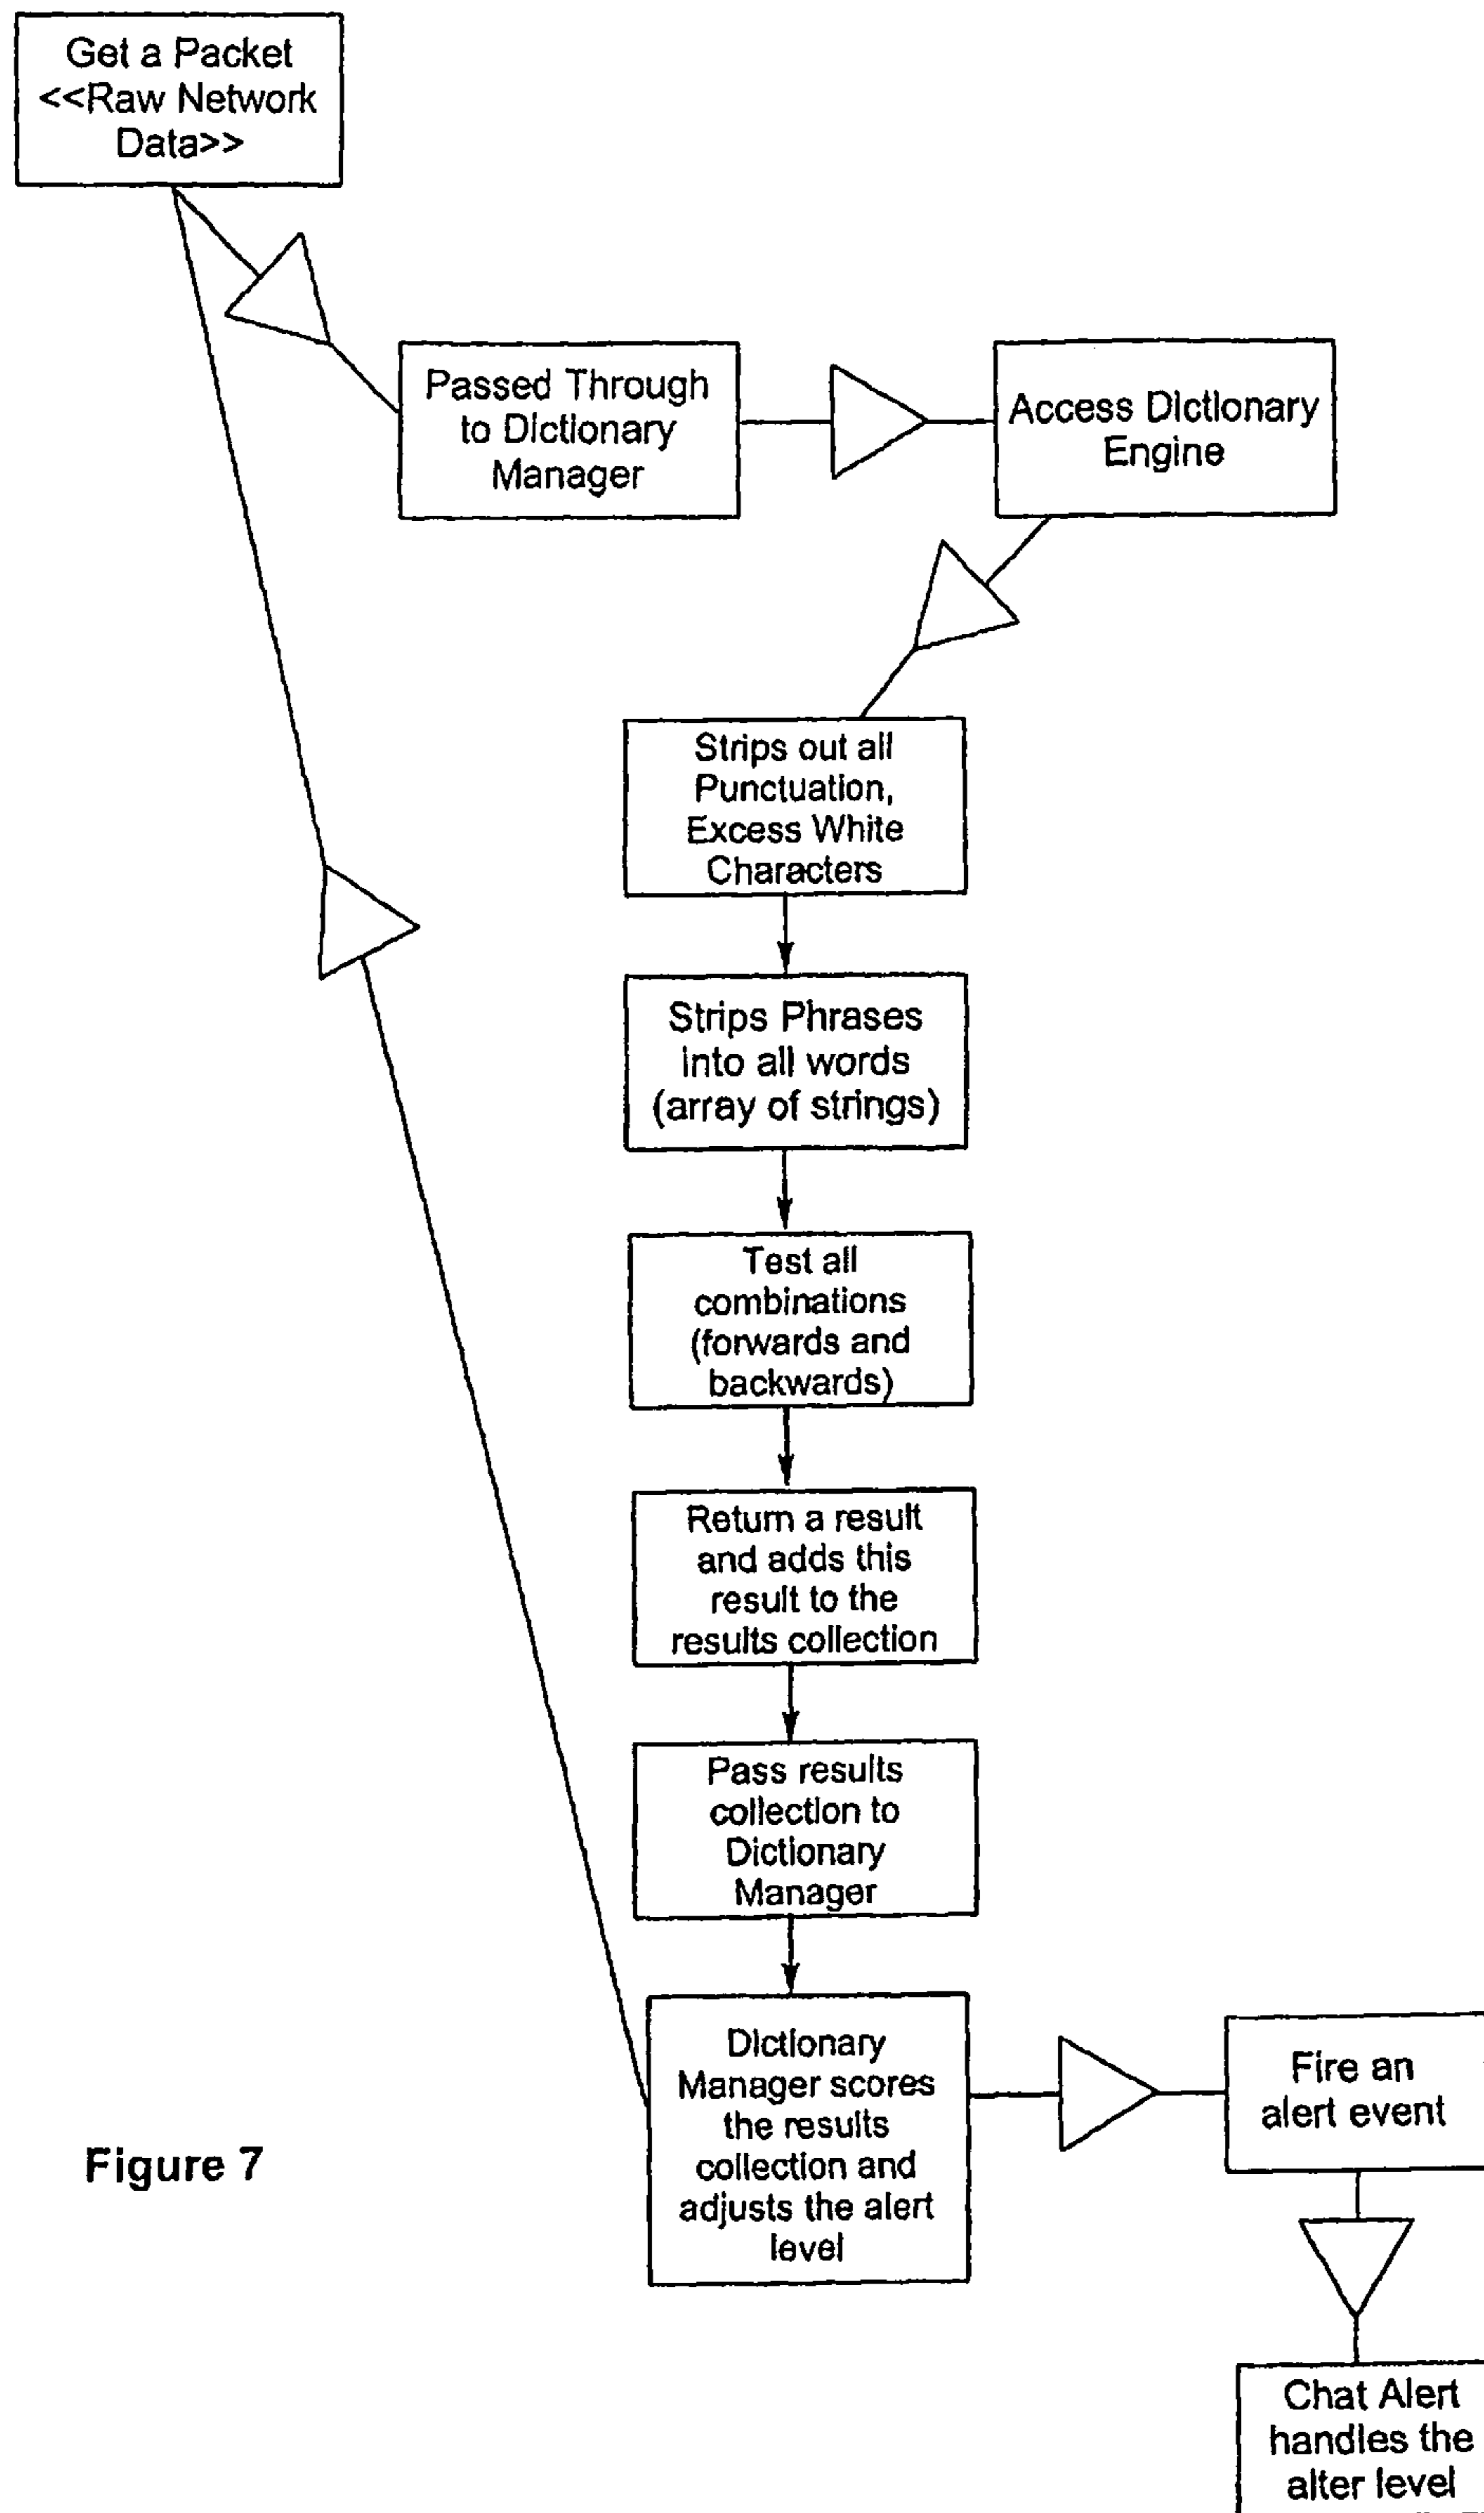 Get a Packet
<<Raw Network
Data>>
Passed Through
to Dictionary
Manager
Access Dictionary
Engine
Strips out all
Punctuation,
Excess White
Characters
Strips Phrases
into all words
(array of strings)
Test all
combinations
(forwards and
backwards)
Return a result
and adds this
result to the
results collection
Pass results
collection to
Dictionary
Manager
Dictionary
Manager scores
the results
collection and
adjusts the alert
level
Fire an
alert event
Chat Alert
handles the
alter level
Figure 7